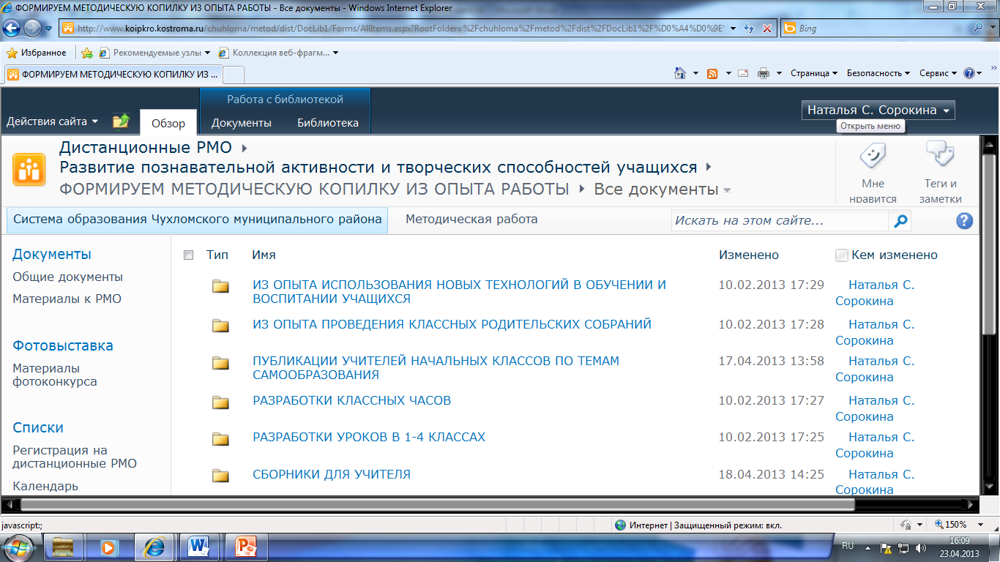 ФОРМИРУЕМ МЕТОДИЧЕСКУЮ КОПИЛКУ ИЗ ОПЫТА РАБОТЫ - Все документы - Windows Internet Explorer
http://www.koipkro.kostroma.ru/chuhloma/metod/dist/DocLib1/Forms/AllItems.aspx?RootFolder=%2Fchuhloma%2Fmetod%2Fdist%2FDocLib1%2F%D0%A4%D0%9E%
Bing
Избранное
Рекомендуемые узлы
Коллекция веб-фрагм...
ФОРМИРУЕМ МЕТОДИЧЕСКУЮ КОПИЛКУ ИЗ ...
Страница
Безопасность
Сервис
Работа с библиотекой
Действия сайта
Обзор
Документы
Библиотека
Наталья С. Сорокина
Открыть меню
Дистанционные РМО
Развитие познавательной активности и творческих способностей учащихся
ФОРМИРУЕМ МЕТОДИЧЕСКУЮ КОПИЛКУ ИЗ ОПЫТА РАБОТЫ Все документы
Мне
нравится
Теги и
заметки
Система образования Чухломского муниципального района
Методическая работа
Искать на этом сайте...
Документы
Общие документы
Материалы к РМО
Фотовыставка
Материалы
фотоконкурса
Списки
Регистрация на
дистанционные РМО
Календарь
Тип Имя Изменено Кем изменено
ИЗ ОПЫТА ИСПОЛЬЗОВАНИЯ НОВЫХ ТЕХНОЛОГИЙ В ОБУЧЕНИИ И 10.02.2013 17:29 Наталья С.
ВОСПИТАНИИ УЧАЩИХСЯ Сорокина
ИЗ ОПЫТА ПРОВЕДЕНИЯ КЛАССНЫХ РОДИТЕЛЬСКИХ СОБРАНИЙ 10.02.2013 17:28 Наталья С.
Сорокина
ПУБЛИКАЦИИ УЧИТЕЛЕЙ НАЧАЛЬНЫХ КЛАССОВ ПО ТЕМАМ 17.04.2013 13:58 Наталья С.
САМООБРАЗОВАНИЯ Сорокина
РАЗРАБОТКИ КЛАССНЫХ ЧАСОВ 10.02.2013 17:27 Наталья С.
Сорокина
РАЗРАБОТКИ УРОКОВ В 1-4 КЛАССАХ 10.02.2013 17:25 Наталья С.
Сорокина
СБОРНИКИ ДЛЯ УЧИТЕЛЯ 18.04.2013 14:25 Наталья С.
Сорокина
javascript:;
Интернет | Защищенный режим: вкл.
150%
RU
16:09
23.04.2013